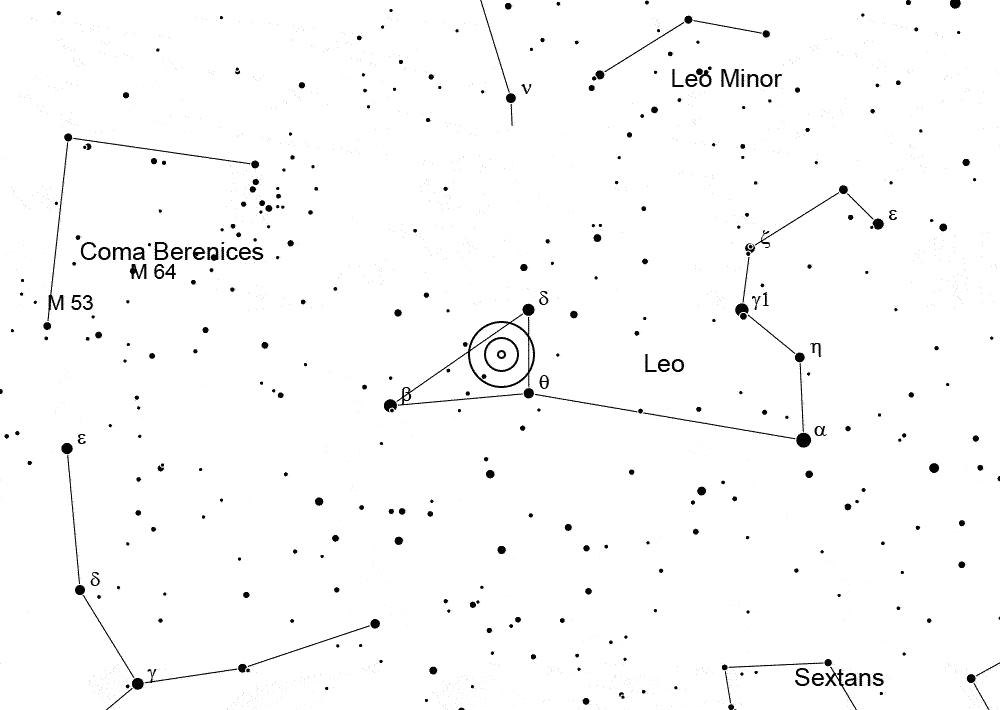 ν
Leo Minor
ε
ζ
Coma Berenices
M 64
M 53
δ
γ1
η
Leo
θ
β
α
ε
δ
γ
Sextans